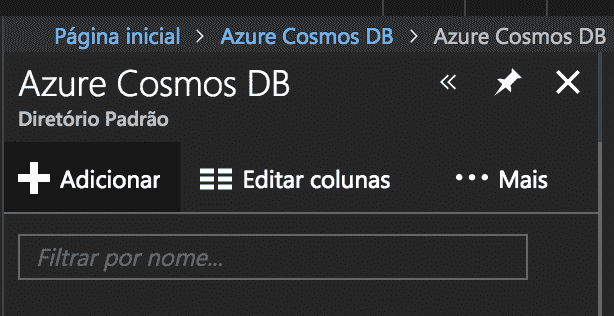 Página inicial > Azure Cosmos DB > Azure Cosmos DB
Azure Cosmos DB
Diretório Padrão
Adicionar Editar colunas Mais
Filtrar por nome...